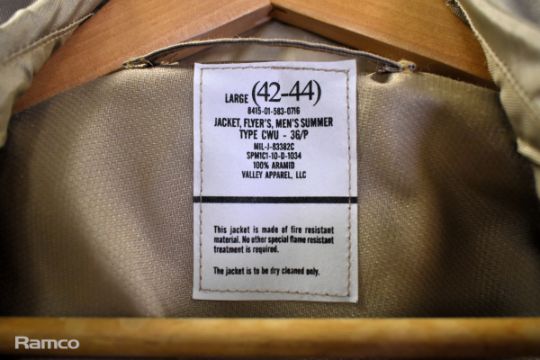 LARGE (42-44)
8415-01-583-0716
JACKET, FLYER'S, MEN'S SUMMER
TYPE CWU - 36/P
MIL-J-83382C
SPM1C1-10-D-1034
100% ARAMID
VALLEY APPAREL, LLC
This jacket is made of fire resistant
material. No other special flame resistant
treatment is required.
The jacket is to be dry cleaned only.
Ramco